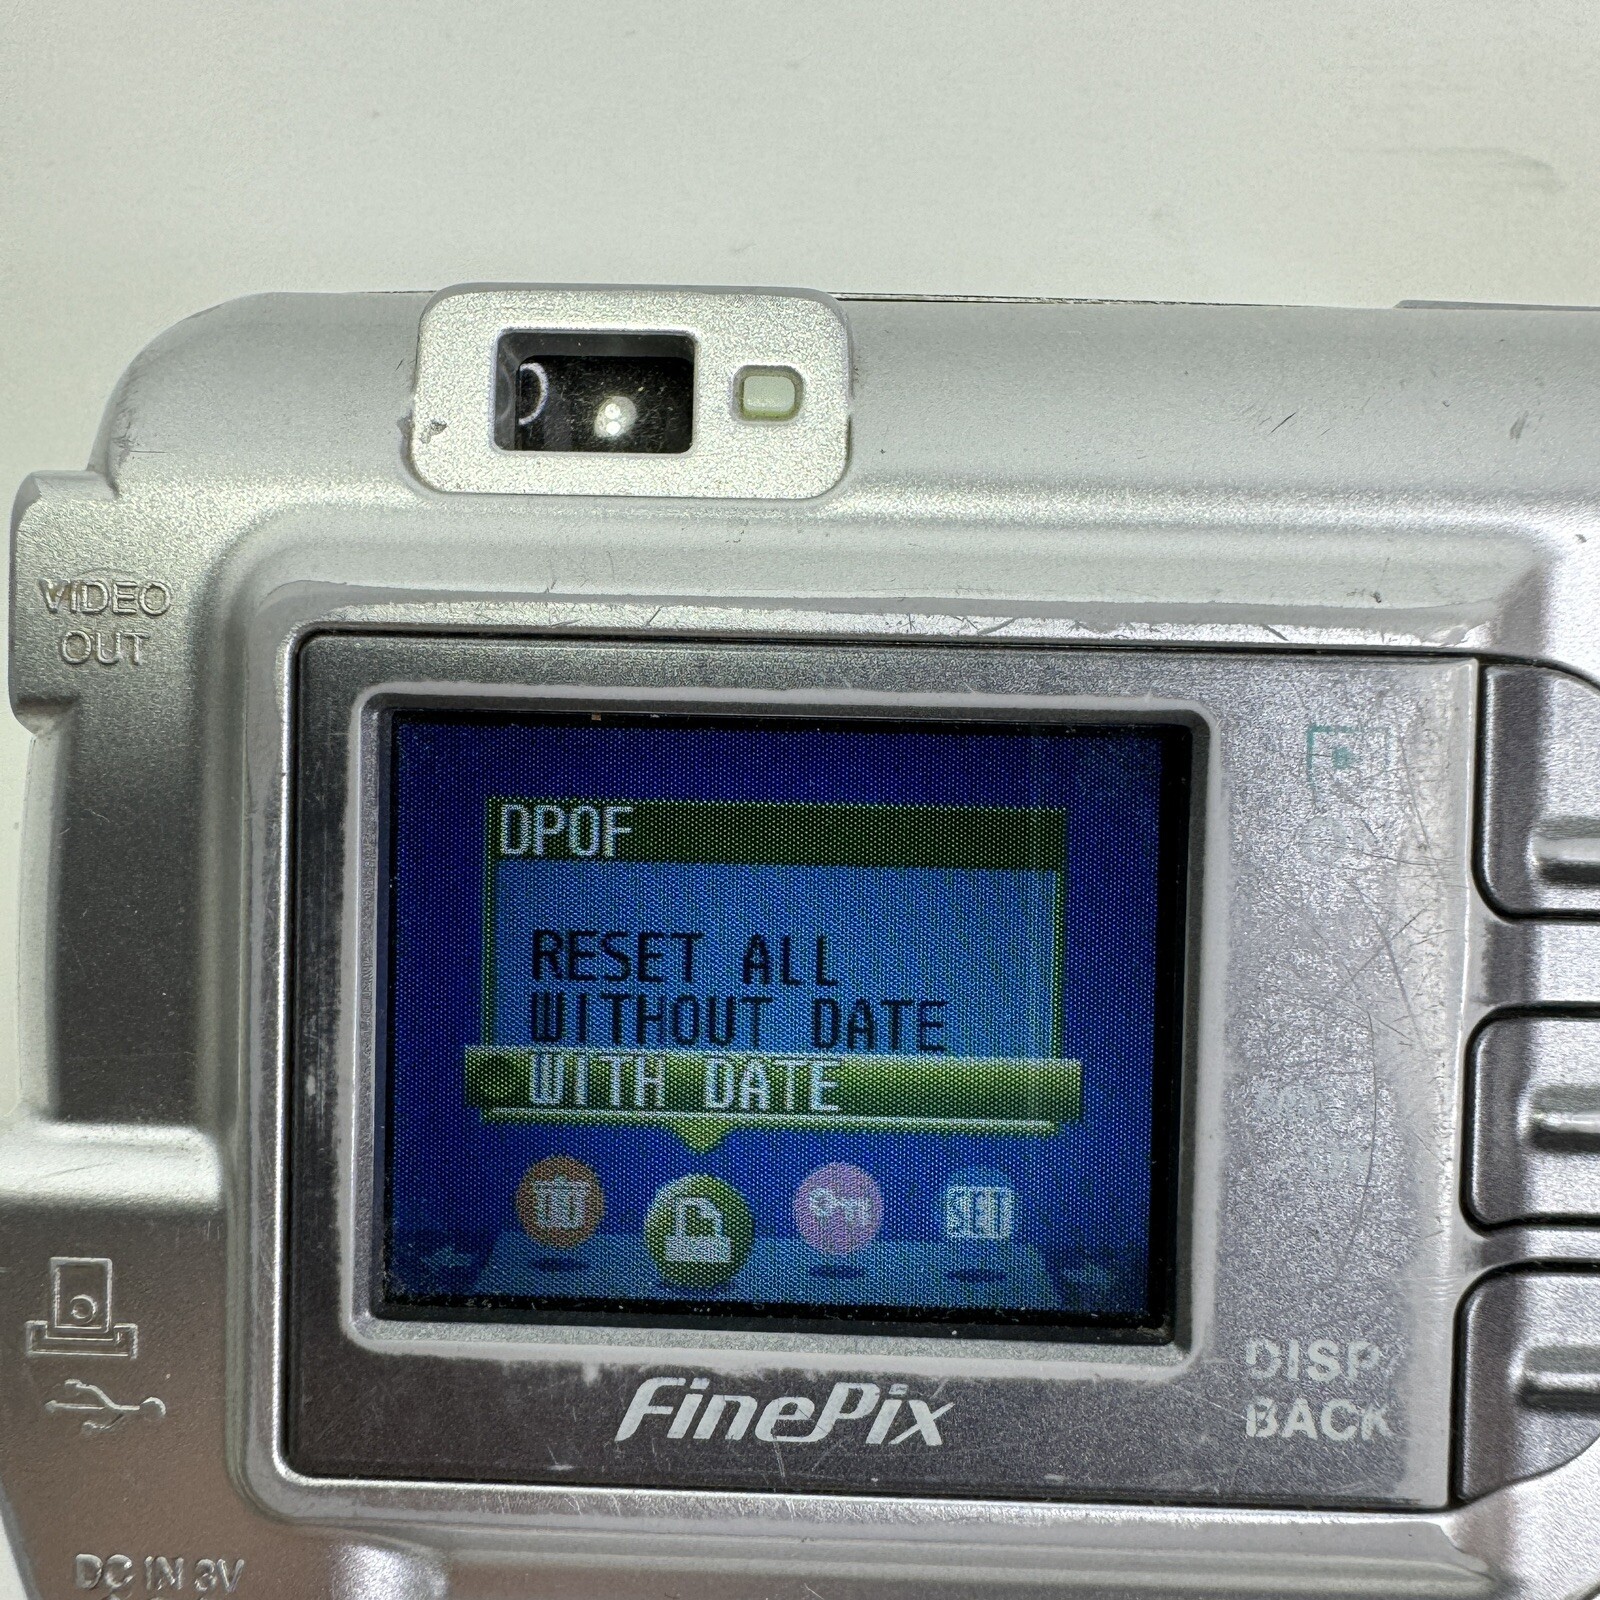 VIDEO
OUT
DPOF
RESET ALL
WITHOUT DATE
WITH DATE
FinePix
DISP
BACK
DC IN 3V